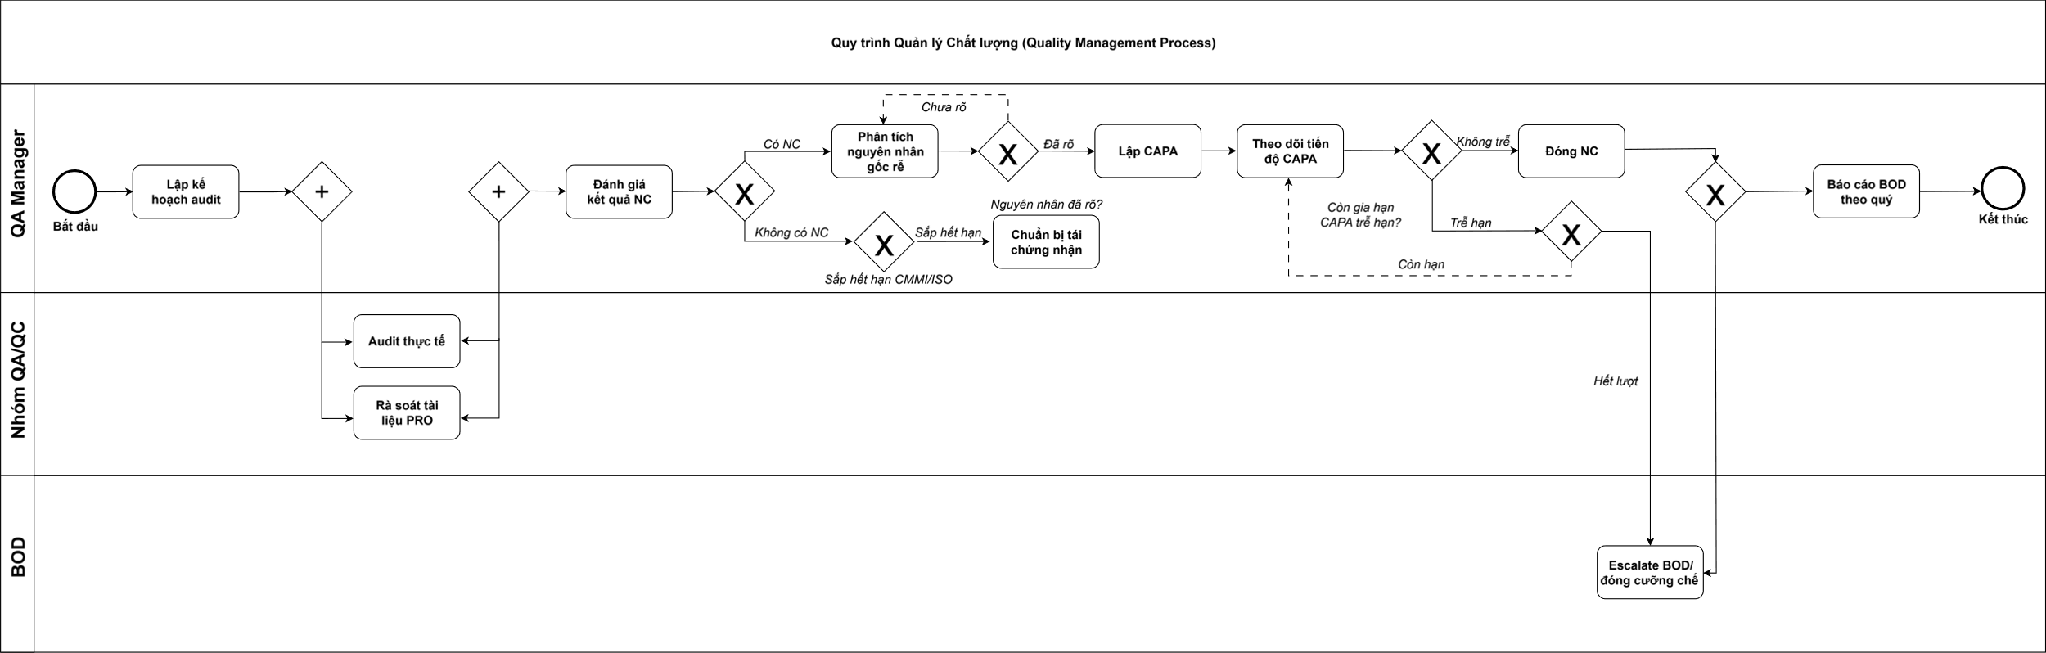 Quy trình Quản lý Chất lượng (Quality Management Process)
QA Manager
Bắt đầu
Lập kế
hoạch audit
+
+
Đánh giá
kết quả NC
X
Có NC
Không có NC
Chưa rõ
Phân tích
nguyên nhân
gốc rễ
X
Đã rõ
Nguyên nhân đã rõ?
X
Sắp hết hạn
Sắp hết hạn CMMI/ISO
Chuẩn bị tái
chứng nhận
Lập CAPA
Theo dõi tiến
độ CAPA
Còn gia hạn
CAPA trễ hạn?
X
Không trễ
Trễ hạn
Đóng NC
X
Còn hạn
X
Báo cáo BOD
theo quý
Kết thúc
Nhóm QA/QC
Audit thực tế
Rà soát tài
liệu PRO
Hết lượt
BOD
Escalate BOD/
đóng cưỡng chế